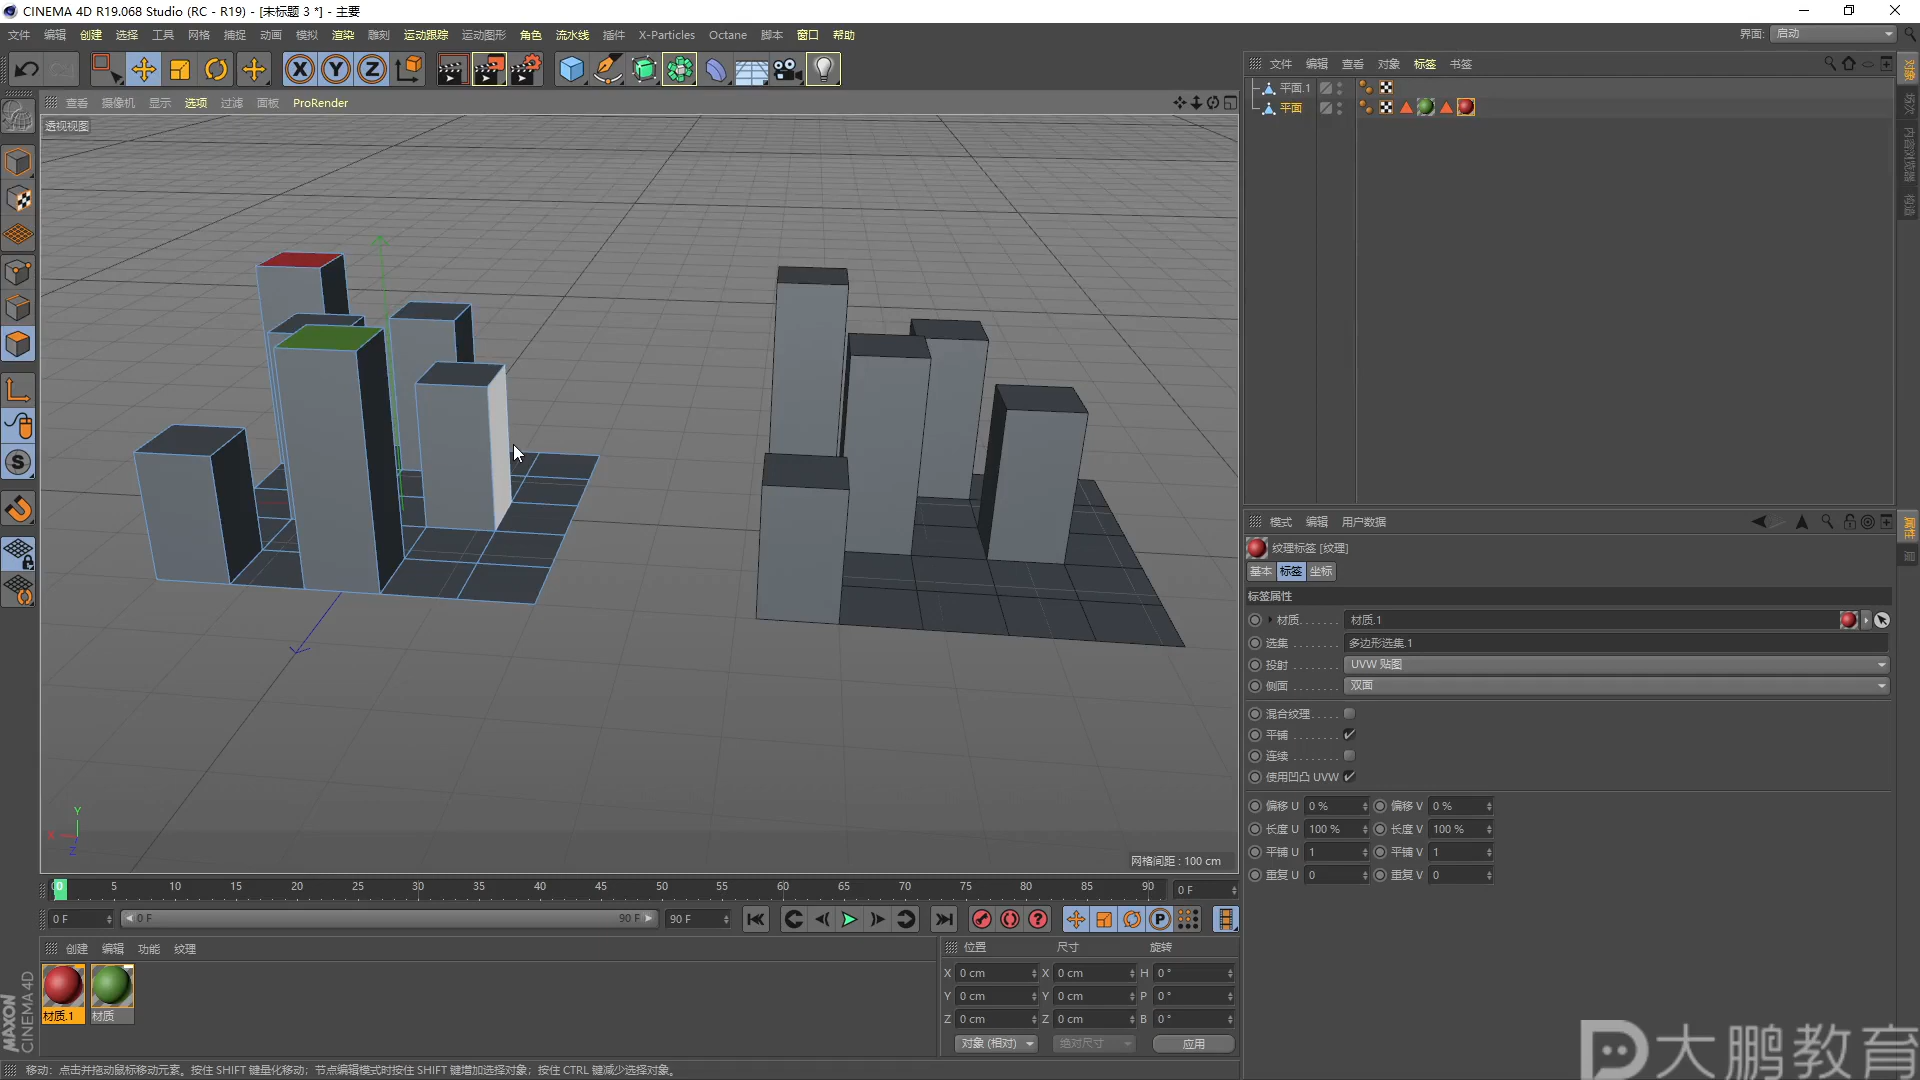 CINEMA 4D R19.068 Studio (RC - R19) - [未标题 3 *] - 主要
文件 编辑 创建 选择 工具 网格 捕捉 动画 模拟 渲染 雕刻 运动跟踪 运动图形 角色 流水线 插件 X-Particles Octane 脚本 窗口 帮助
界面: 启动
X Y Z
查看 摄像机 显示 选项 过滤 面板 ProRender
透视视图
文件 编辑 查看 对象 标签 书签
平面.1
平面
对象
场次
内容浏览器
构造
S
Y
X
Z
网格间距 : 100 cm
模式 编辑 用户数据
属性
层
纹理标签 [纹理]
基本 标签 坐标
标签属性
材质 . . . . . . . 材质.1
选集 . . . . . . . . 多边形选集.1
投射 . . . . . . . . UVW 贴图
侧面 . . . . . . . . 双面
混合纹理. . . . .
平铺 . . . . . . . .
连续 . . . . . . . .
使用凹凸 UVW
偏移 U 0 % 偏移 V 0 %
长度 U 100 % 长度 V 100 %
平铺 U 1 平铺 V 1
重复 U 0 重复 V 0
0 5 10 15 20 25 30 35 40 45 50 55 60 65 70 75 80 85 90 0 F
0 F 0 F 90 F 90 F
P
创建 编辑 功能 纹理
材质.1 材质
位置 尺寸 旋转
X 0 cm X 0 cm H 0 °
Y 0 cm Y 0 cm P 0 °
Z 0 cm Z 0 cm B 0 °
对象 (相对) 绝对尺寸 应用
MAXON
CINEMA 4D
移动: 点击并拖动鼠标移动元素。按住 SHIFT 键量化移动; 节点编辑模式时按住 SHIFT 键增加选择对象; 按住 CTRL 键减少选择对象。
大鹏教育